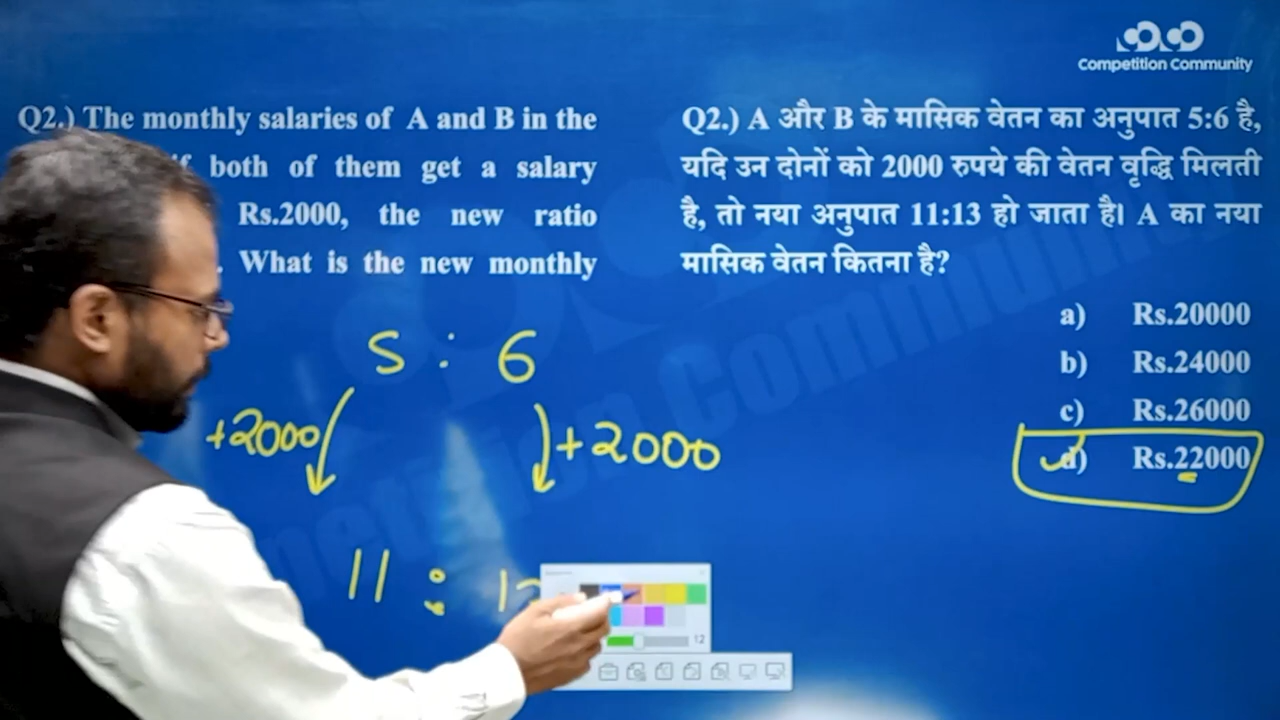 Competition Community
Q2.) The monthly salaries of A and B in the
both of them get a salary
Rs.2000, the new ratio
. What is the new monthly
Q2.) A और B के मासिक वेतन का अनुपात 5:6 है,
यदि उन दोनों को 2000 रुपये की वेतन वृद्धि मिलती
है, तो नया अनुपात 11:13 हो जाता है। A का नया
मासिक वेतन कितना है?
a) Rs.20000
b) Rs.24000
c) Rs.26000
d) Rs.22000
5 : 6
+2000 +2000
11 :
12